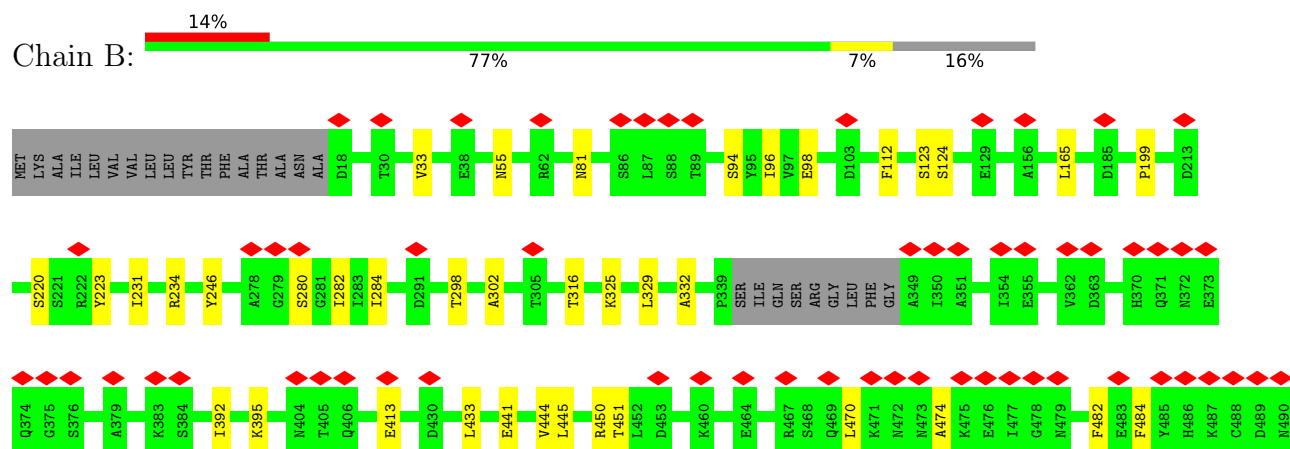 14%
Chain B:
77% 7% 16%
MET LYS ALA ILE LEU VAL VAL LEU LEU TYR THR PHE ALA THR ALA ASN ALA D18 T30 V33 E38 N55 R62 N81 S86 L87 S88 T89 S94 Y95 I96 V97 E98 D103 F112 S123 S124 E129 A156 L165 D185 P199 D213
S220 S221 R222 Y223 I231 R234 Y246 A278 G279 S280 G281 I282 I283 I284 D291 T298 A302 T305 T316 K325 L329 A332 P339 SER ILE GLN SER ARG GLY LEU PHE GLY A349 I350 A351 I354 E355 V362 D363 H370 Q371 N372 E373
Q374 G375 S376 A379 K383 S384 I392 K395 N404 T405 Q406 E413 D430 L433 E441 V444 L445 R450 T451 L452 D453 K460 E464 R467 S468 Q469 L470 K471 N472 N473 A474 K475 E476 I477 G478 N479 F482 E483 F484 Y485 H486 K487 C488 D489 N490